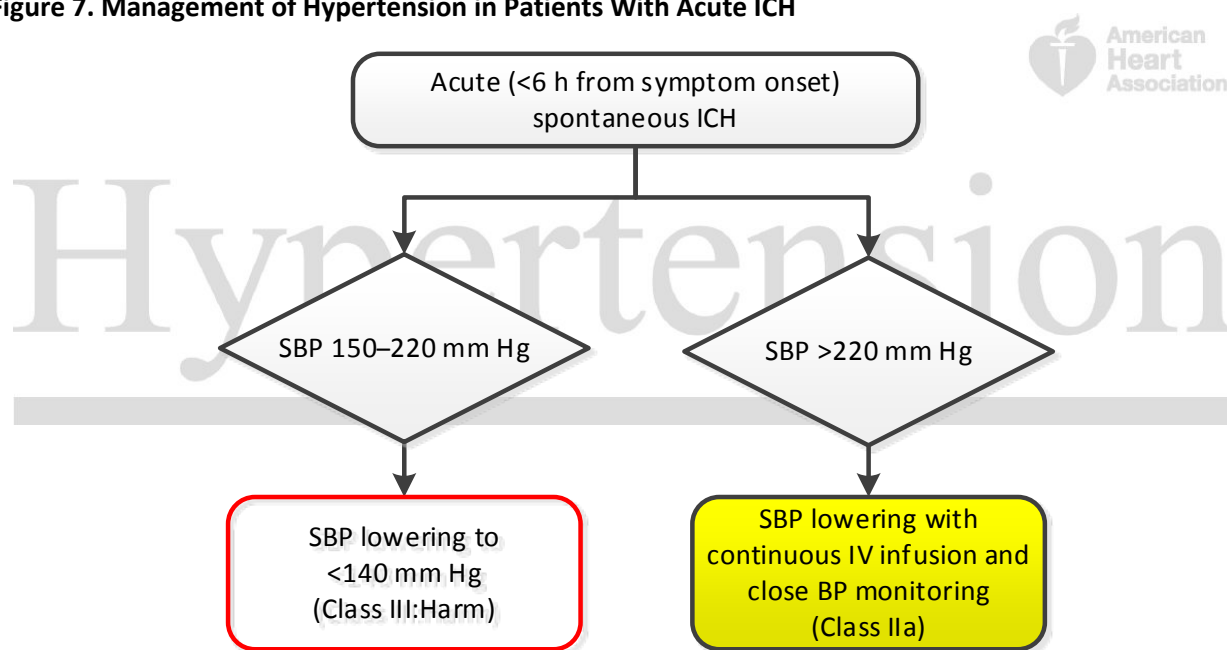 Figure 7. Management of Hypertension in Patients With Acute ICH
American
Heart
Association
Acute (<6 h from symptom onset)
spontaneous ICH
Hypertension
SBP 150–220 mm Hg
SBP >220 mm Hg
SBP lowering to
<140 mm Hg
(Class III:Harm)
SBP lowering with
continuous IV infusion and
close BP monitoring
(Class IIa)